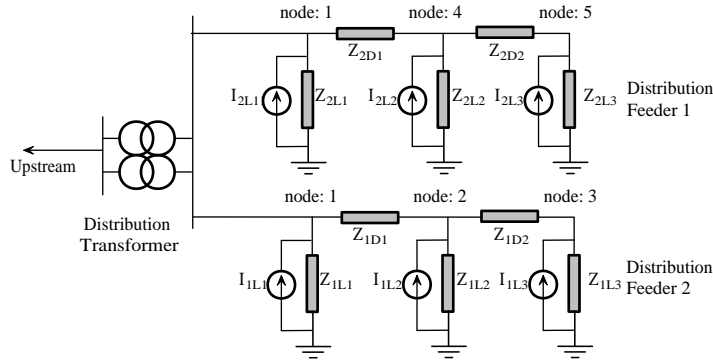 node: 1 node: 4 node: 5
Z2D1 Z2D2
I2L1 Z2L1 I2L2 Z2L2 I2L3 Z2L3
Distribution
Feeder 1
Upstream
Distribution
Transformer
node: 1 node: 2 node: 3
Z1D1 Z1D2
I1L1 Z1L1 I1L2 Z1L2 I1L3 Z1L3
Distribution
Feeder 2